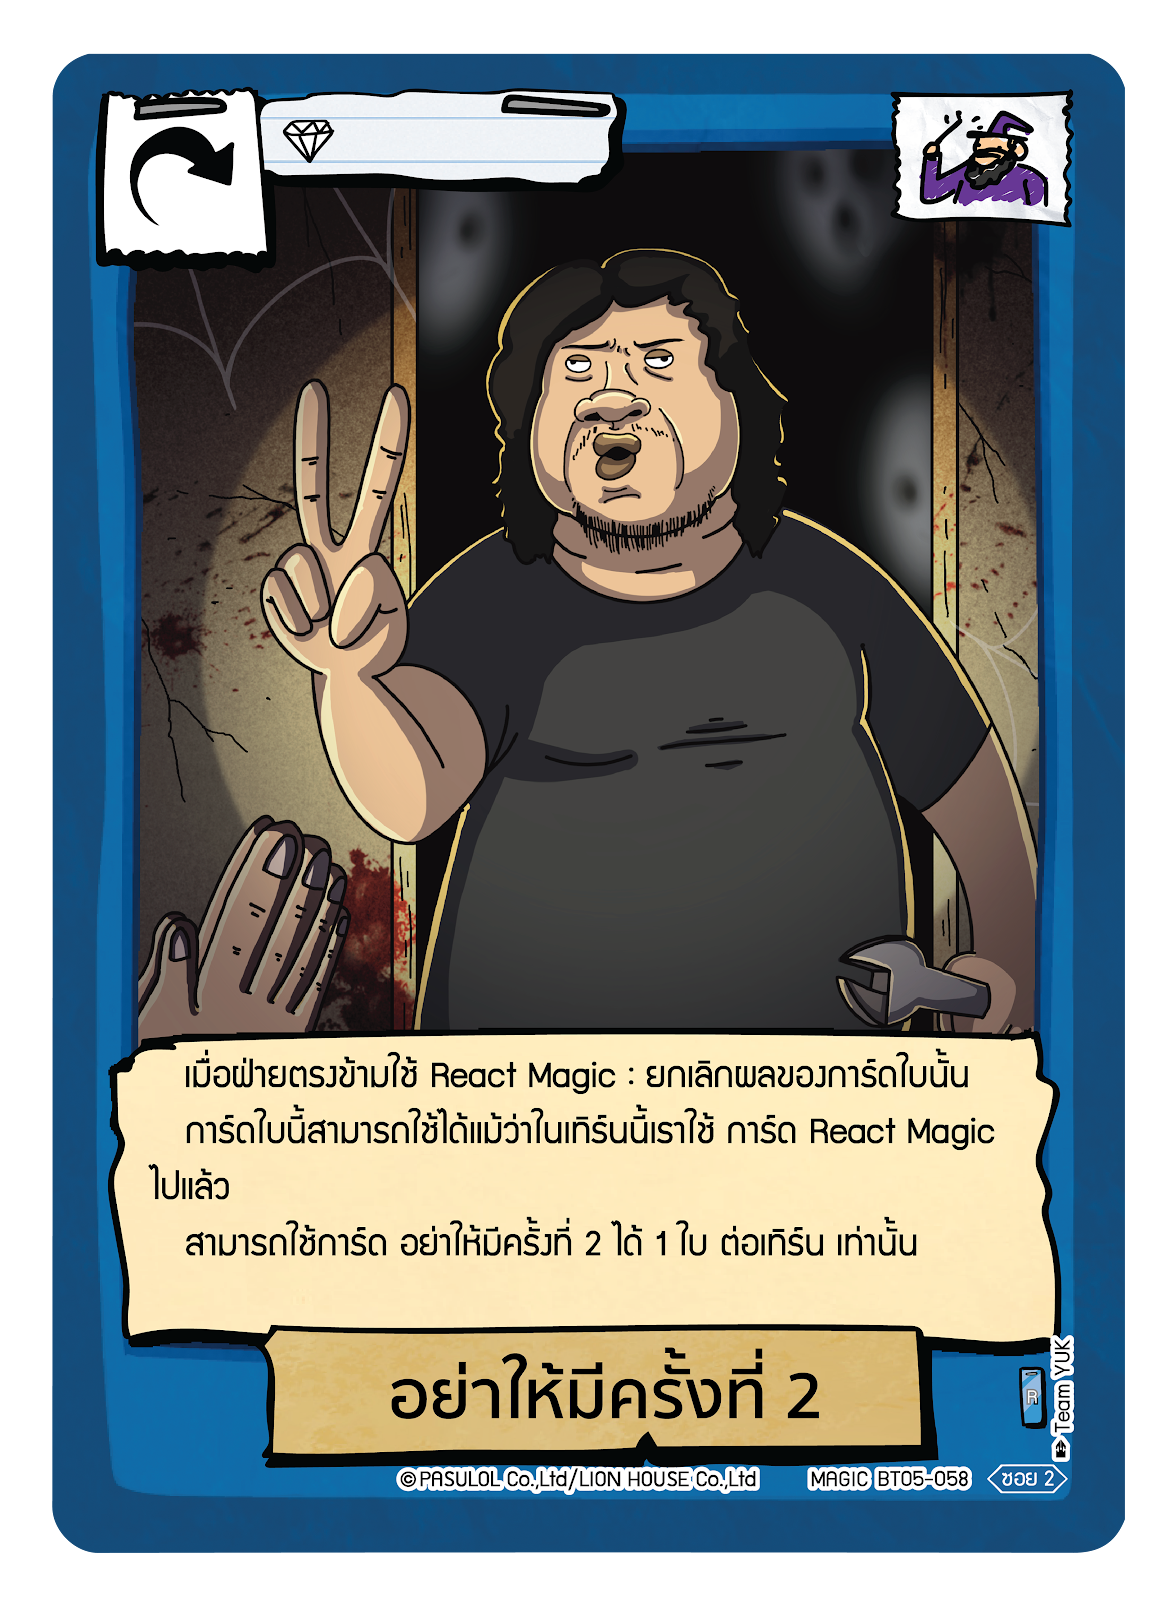 เมื่อฝ่ายตรงข้ามใช้ React Magic : ยกเลิกผลของการ์ดใบนั้น
การ์ดใบนี้สามารถใช้ได้แม้ว่าในเทิร์นนี้เราใช้ การ์ด React Magic
ไปแล้ว
สามารถใช้การ์ด อย่าให้มีครั้งที่ 2 ได้ 1 ใบ ต่อเทิร์น เท่านั้น
อย่าให้มีครั้งที่ 2
R
Team YUK
© PASULOL Co.,Ltd/LION HOUSE Co.,Ltd
MAGIC BT05-058
ซอย 2